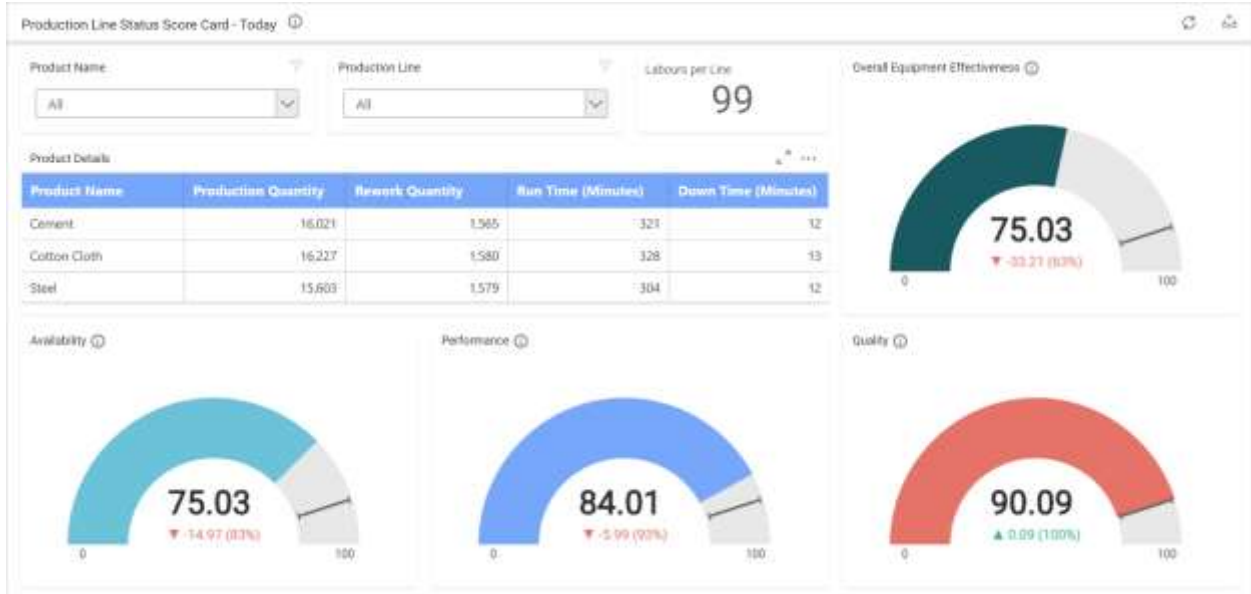 Production Line Status Score Card - Today
Product Name
All
Production Line
All
Labours per Line
99
Product Details
Product Name Production Quantity Rework Quantity Run Time (Minutes) Down Time (Minutes)
Cement 16,021 1,565 321 12
Cotton Cloth 16,227 1,580 328 13
Steel 15,603 1,579 304 12
Overall Equipment Effectiveness
75.03
▼ -33.21 (63%)
0 100
Availability
75.03
▼ -14.97 (83%)
0 100
Performance
84.01
▼ -5.99 (93%)
0 100
Quality
90.09
▲ 0.09 (100%)
0 100